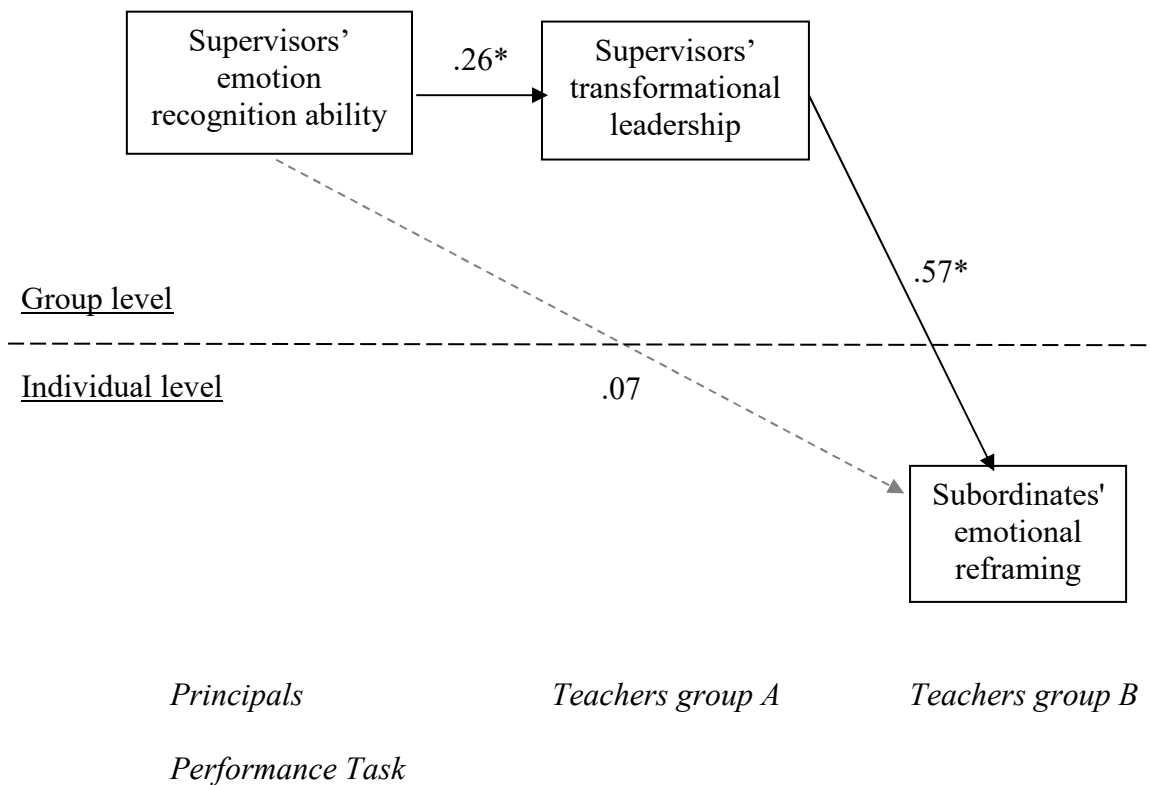 Supervisors’
emotion
recognition ability
.26*
Supervisors’
transformational
leadership
.57*
Group level
Individual level
.07
Subordinates'
emotional
reframing
Principals
Teachers group A
Teachers group B
Performance Task